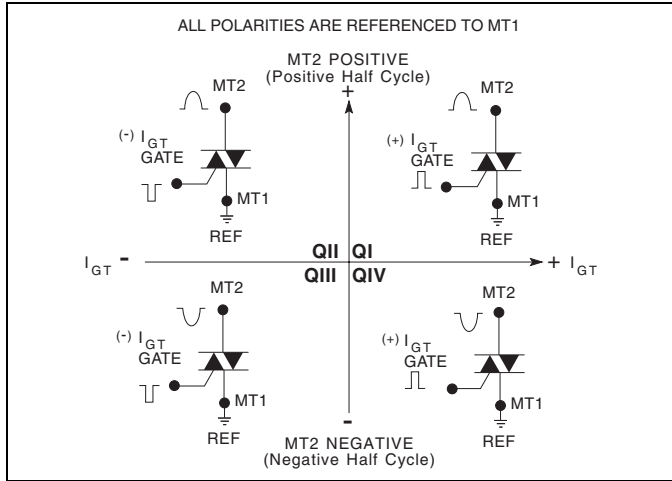 ALL POLARITIES ARE REFERENCED TO MT1
MT2 POSITIVE
(Positive Half Cycle)
+
MT2
(-) IGT
GATE
MT1
REF
MT2
(+) IGT
GATE
MT1
REF
IGT -
QII QI
QIII QIV
+ IGT
MT2
(-) IGT
GATE
MT1
REF
MT2
(+) IGT
GATE
MT1
REF
-
MT2 NEGATIVE
(Negative Half Cycle)